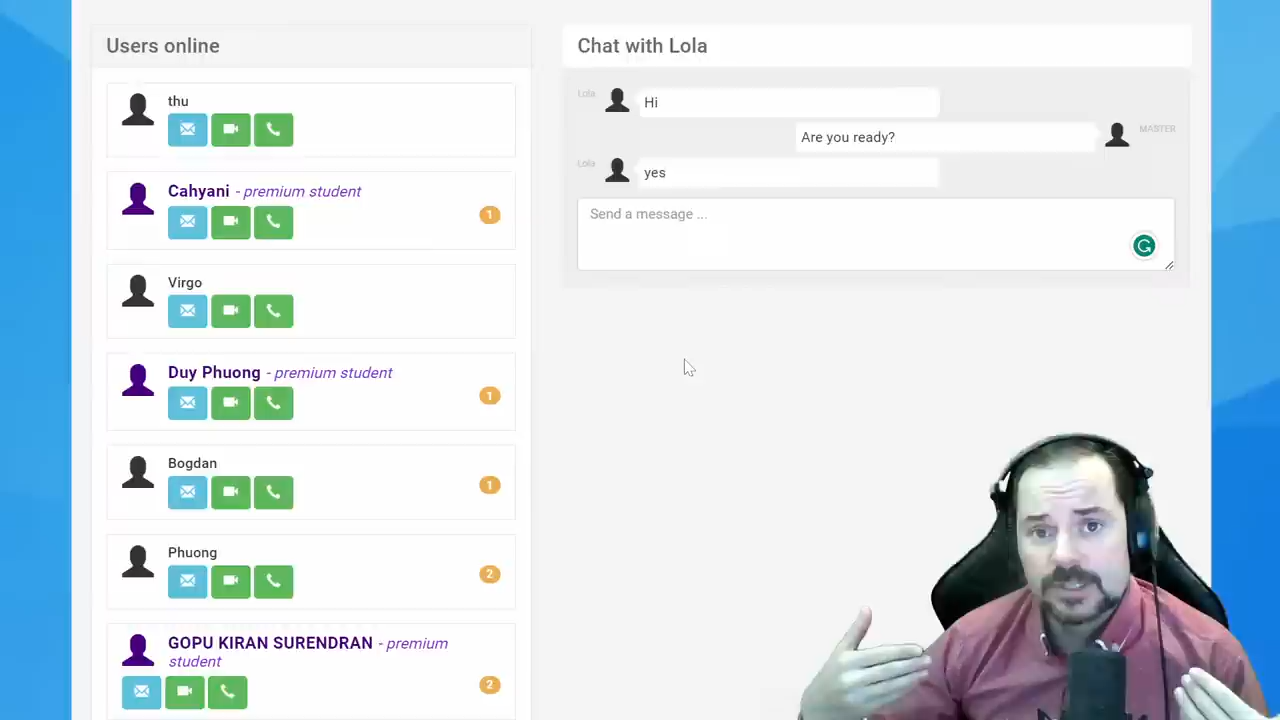 Users online
thu
Cahyani - premium student
1
Virgo
Duy Phuong - premium student
1
Bogdan
1
Phuong
2
GOPU KIRAN SURENDRAN - premium
student
2
Chat with Lola
Lola
Hi
Are you ready?
MASTER
Lola
yes
Send a message ...